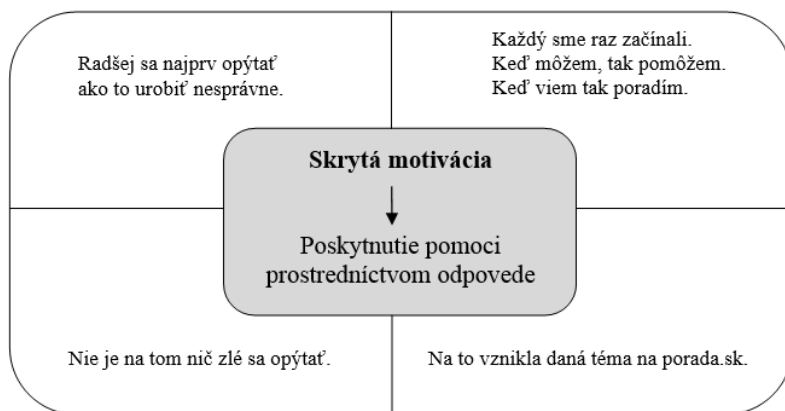 Radšej sa najprv opýtať
ako to urobiť nesprávne.
Každý sme raz začínali.
Keď môžem, tak pomôžem.
Keď viem tak poradím.
Skrytá motivácia
Poskytnutie pomoci
prostredníctvom odpovede
Nie je na tom nič zlé sa opýtať.
Na to vznikla daná téma na porada.sk.